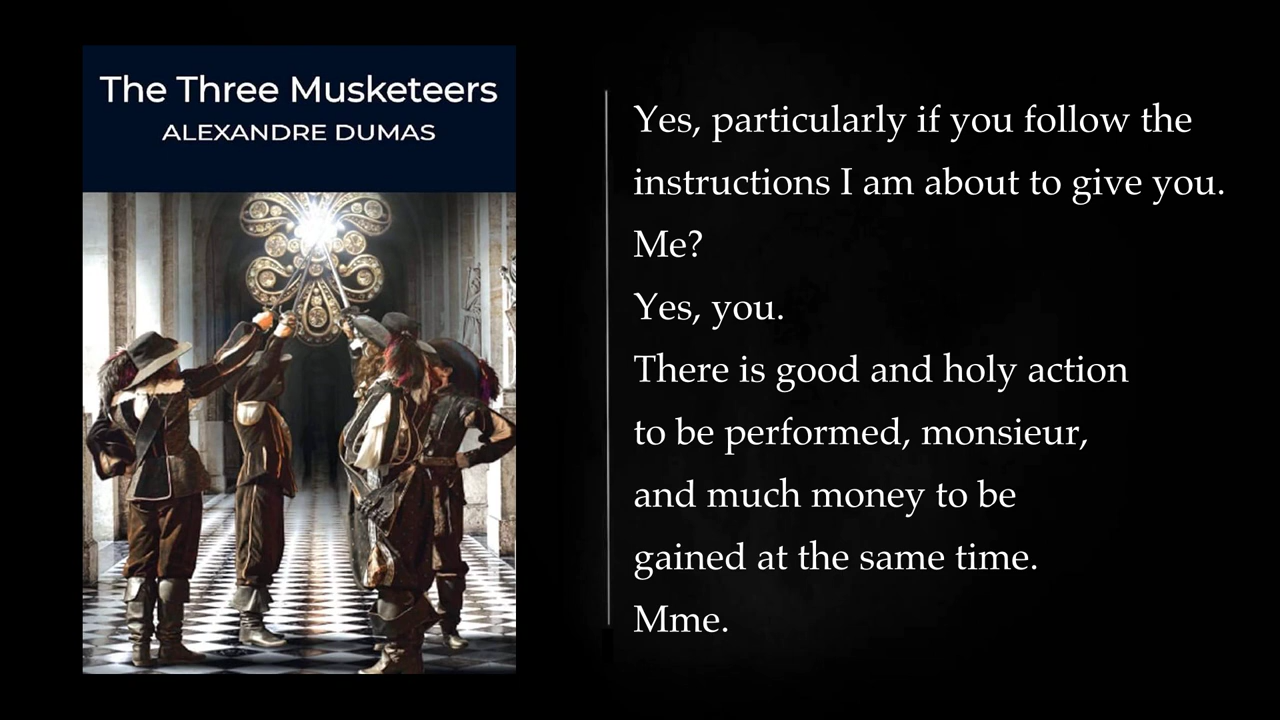 The Three Musketeers
ALEXANDRE DUMAS
Yes, particularly if you follow the
instructions I am about to give you.
Me?
Yes, you.
There is good and holy action
to be performed, monsieur,
and much money to be
gained at the same time.
Mme.